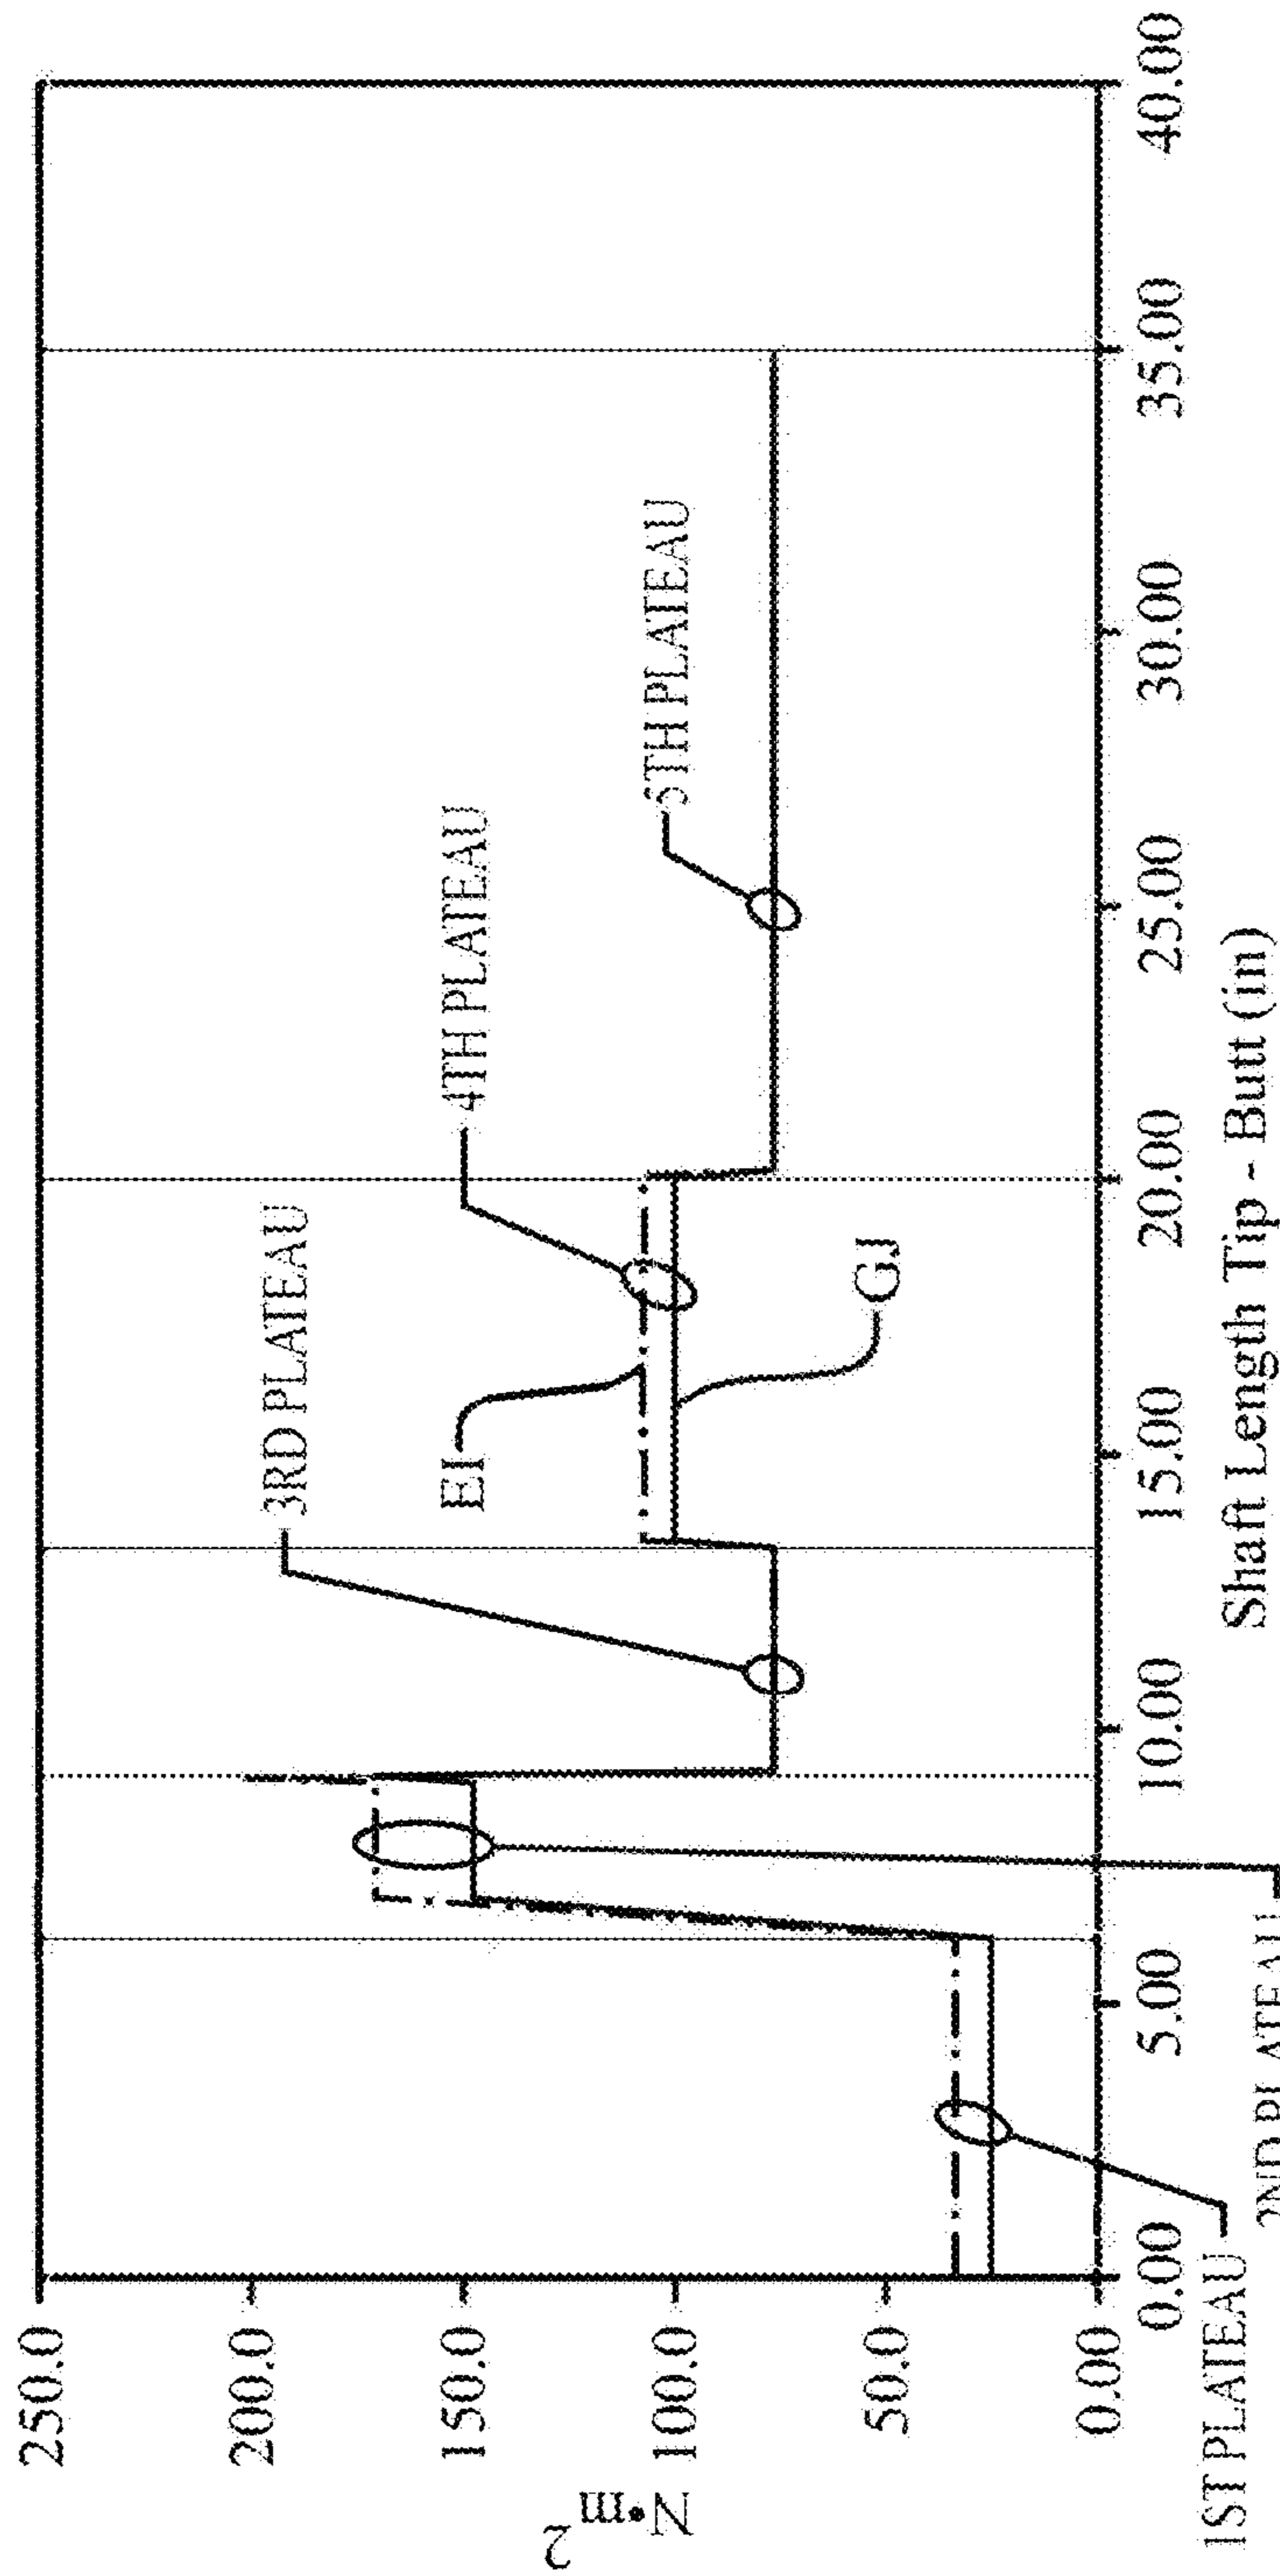 250.0
200.0
150.0
100.0
50.0
0.00
N•m2
3RD PLATEAU
4TH PLATEAU
5TH PLATEAU
EI
GJ
0.00
5.00
10.00
15.00
20.00
25.00
30.00
35.00
40.00
1ST PLATEAU
2ND PLATEAU
Shaft Length Tip - Butt (in)